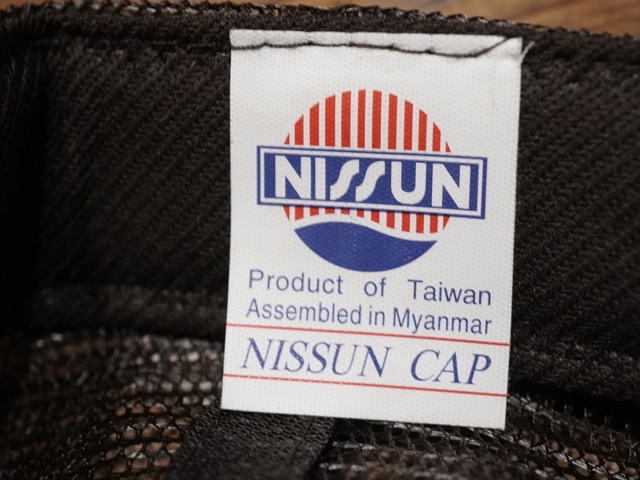 NISSUN
Product of Taiwan
Assembled in Myanmar
NISSUN CAP